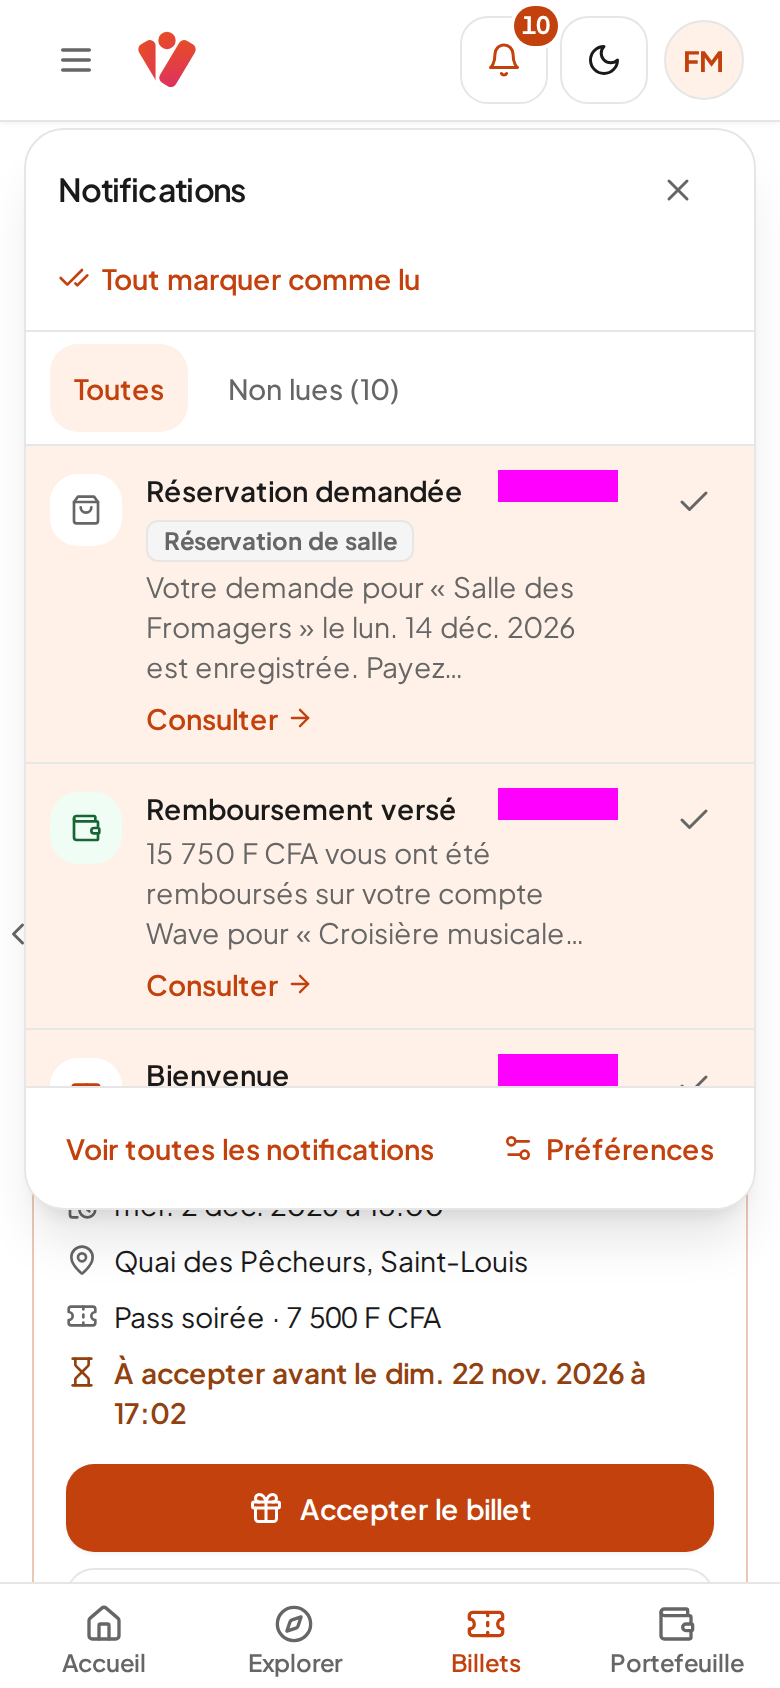 10
FM
Notifications
Tout marquer comme lu
Toutes
Non lues (10)
Réservation demandée
Réservation de salle
Votre demande pour « Salle des
Fromagers » le lun. 14 déc. 2026
est enregistrée. Payez…
Consulter
Remboursement versé
15 750 F CFA vous ont été
remboursés sur votre compte
Wave pour « Croisière musicale…
Consulter
Bienvenue
Voir toutes les notifications
Préférences
Quai des Pêcheurs, Saint-Louis
Pass soirée · 7 500 F CFA
À accepter avant le dim. 22 nov. 2026 à
17:02
Accepter le billet
Accueil
Explorer
Billets
Portefeuille